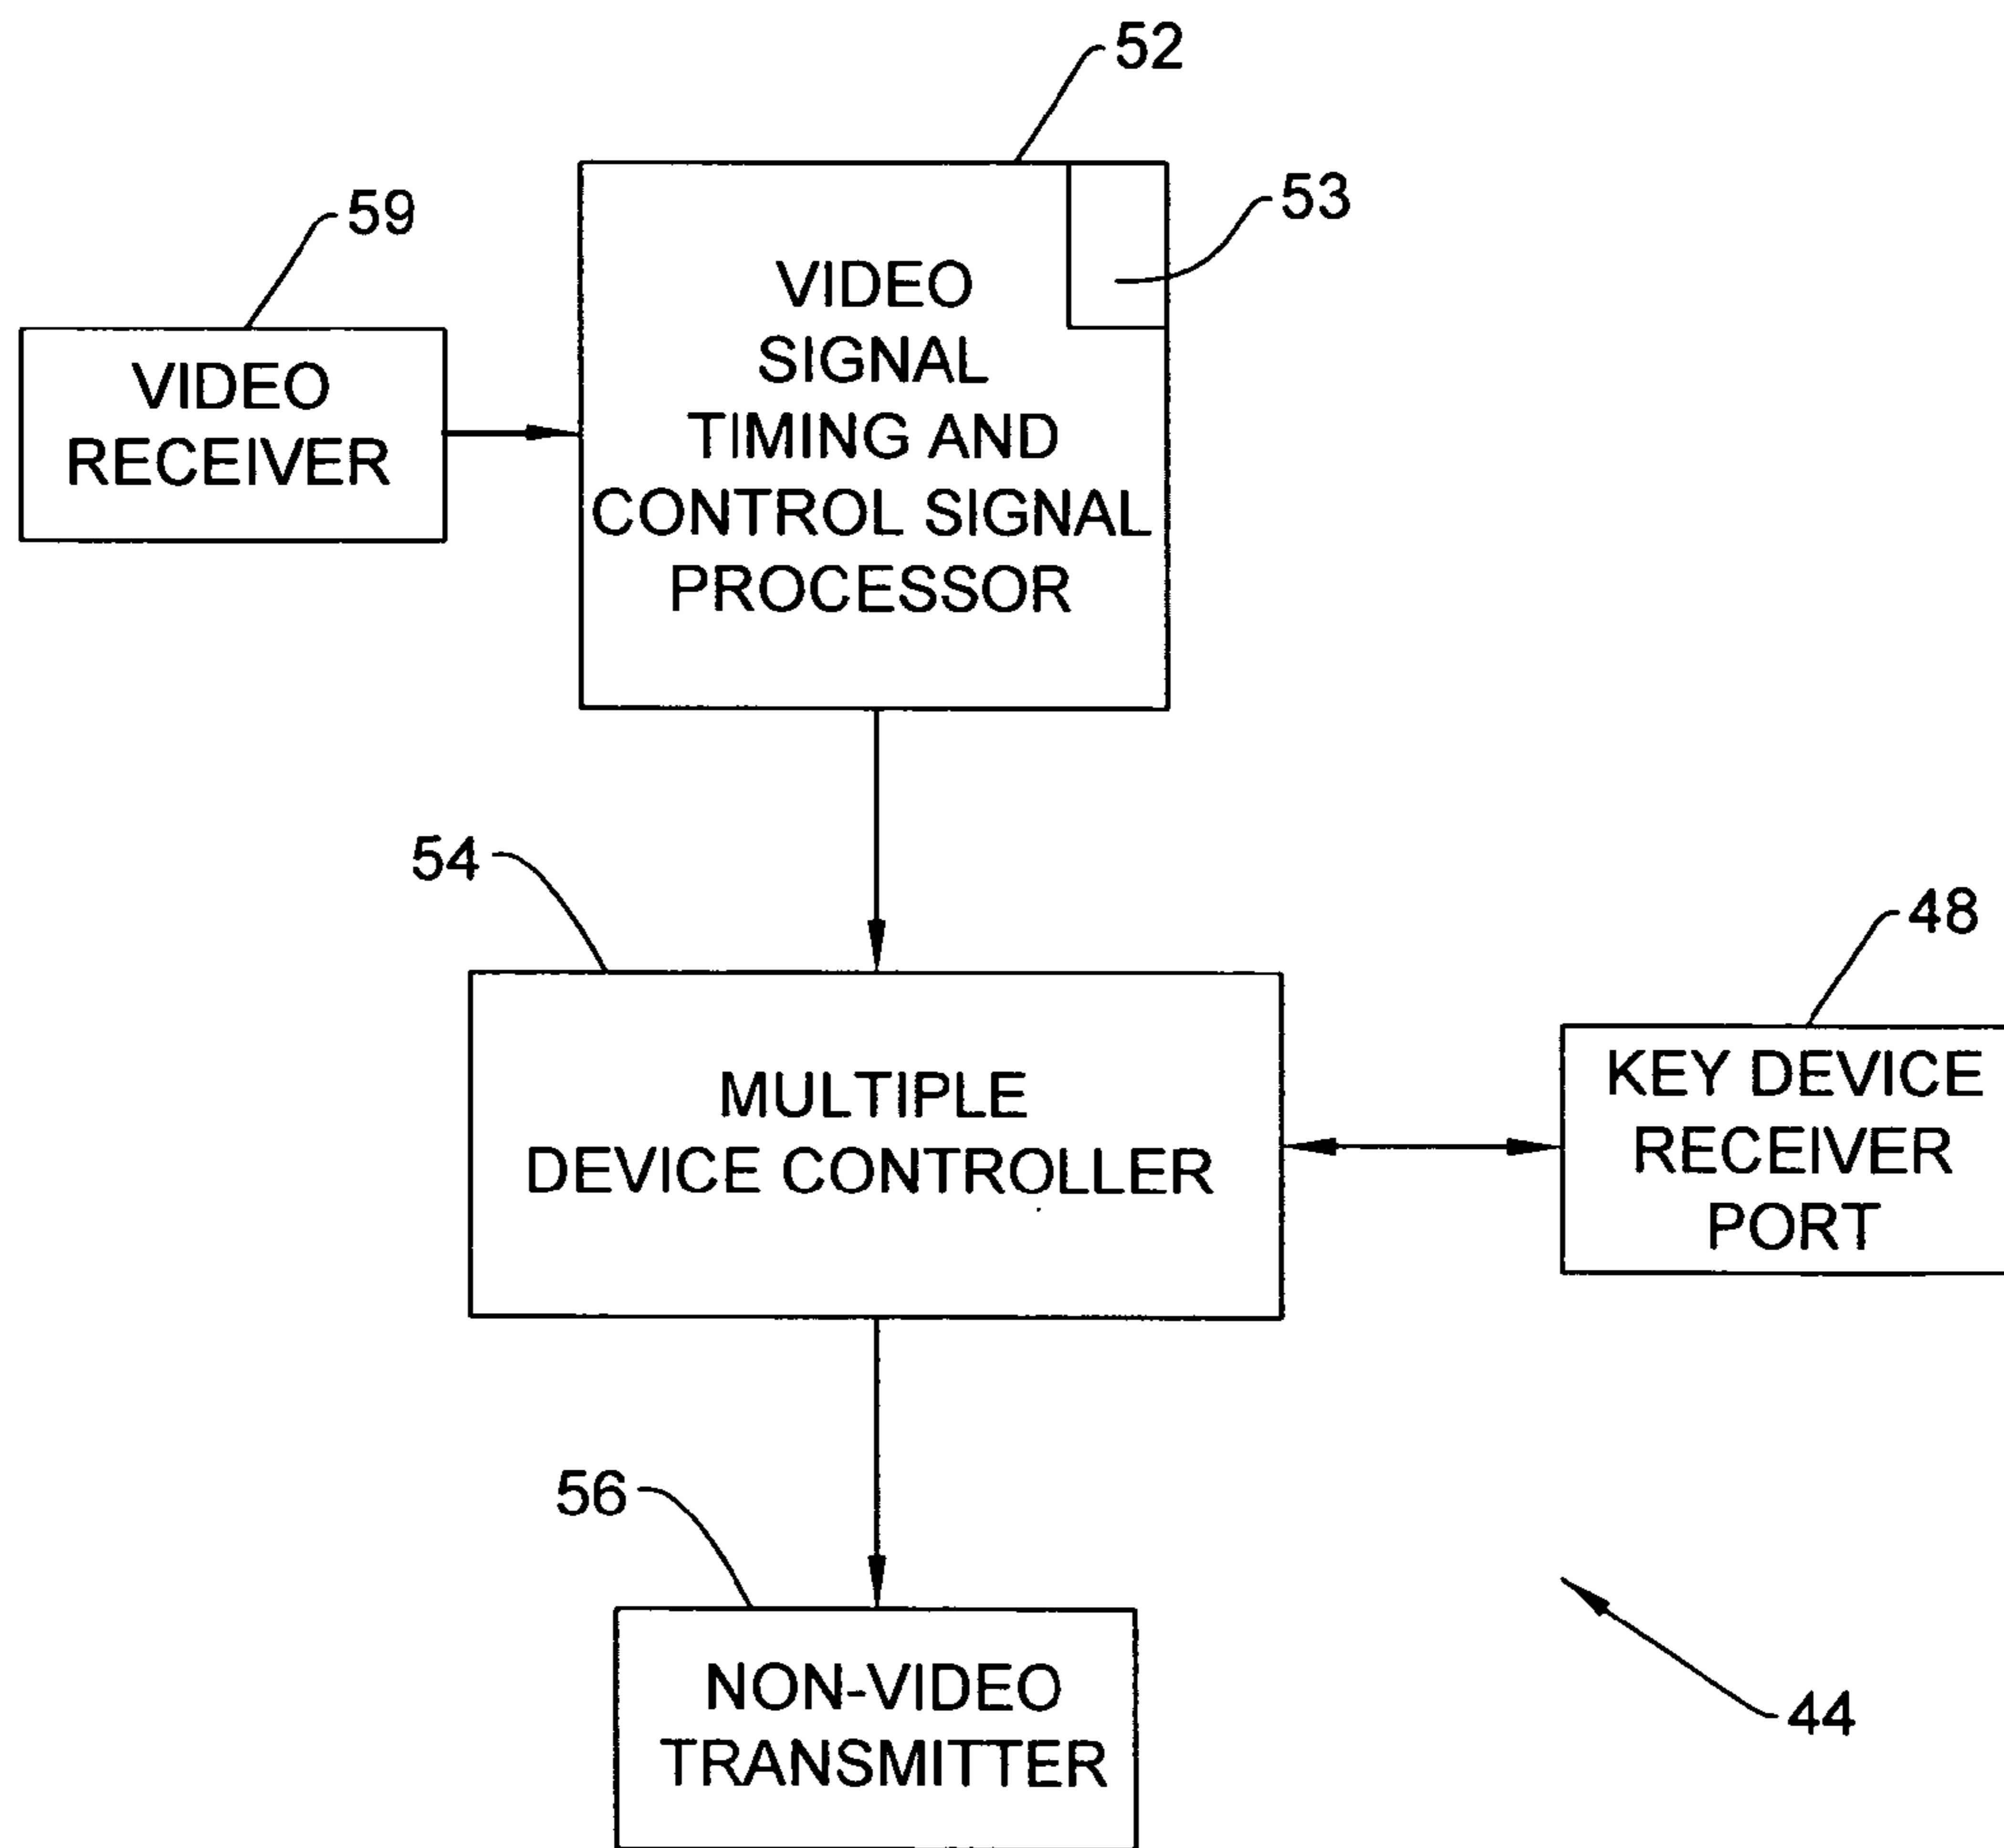 52
59
53
VIDEO
RECEIVER
VIDEO
SIGNAL
TIMING AND
CONTROL SIGNAL
PROCESSOR
54
48
MULTIPLE
DEVICE CONTROLLER
KEY DEVICE
RECEIVER
PORT
56
NON-VIDEO
TRANSMITTER
44